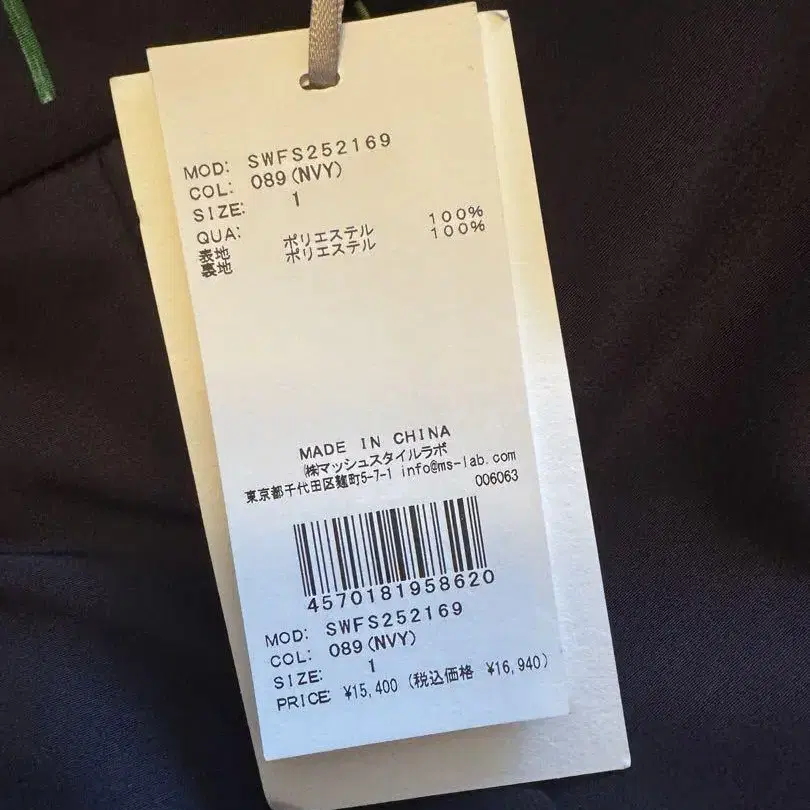 MOD: SWFS252169
COL: 089(NVY)
SIZE: 1
QUA:
表地 ポリエステル 100%
裏地 ポリエステル 100%
MADE IN CHINA
㈱マッシュスタイルラボ
東京都千代田区麹町5-7-1 info@ms-lab.com
006063
4570181958620
MOD: SWFS252169
COL: 089(NVY)
SIZE: 1
PRICE: ¥15,400 (税込価格 ¥16,940)